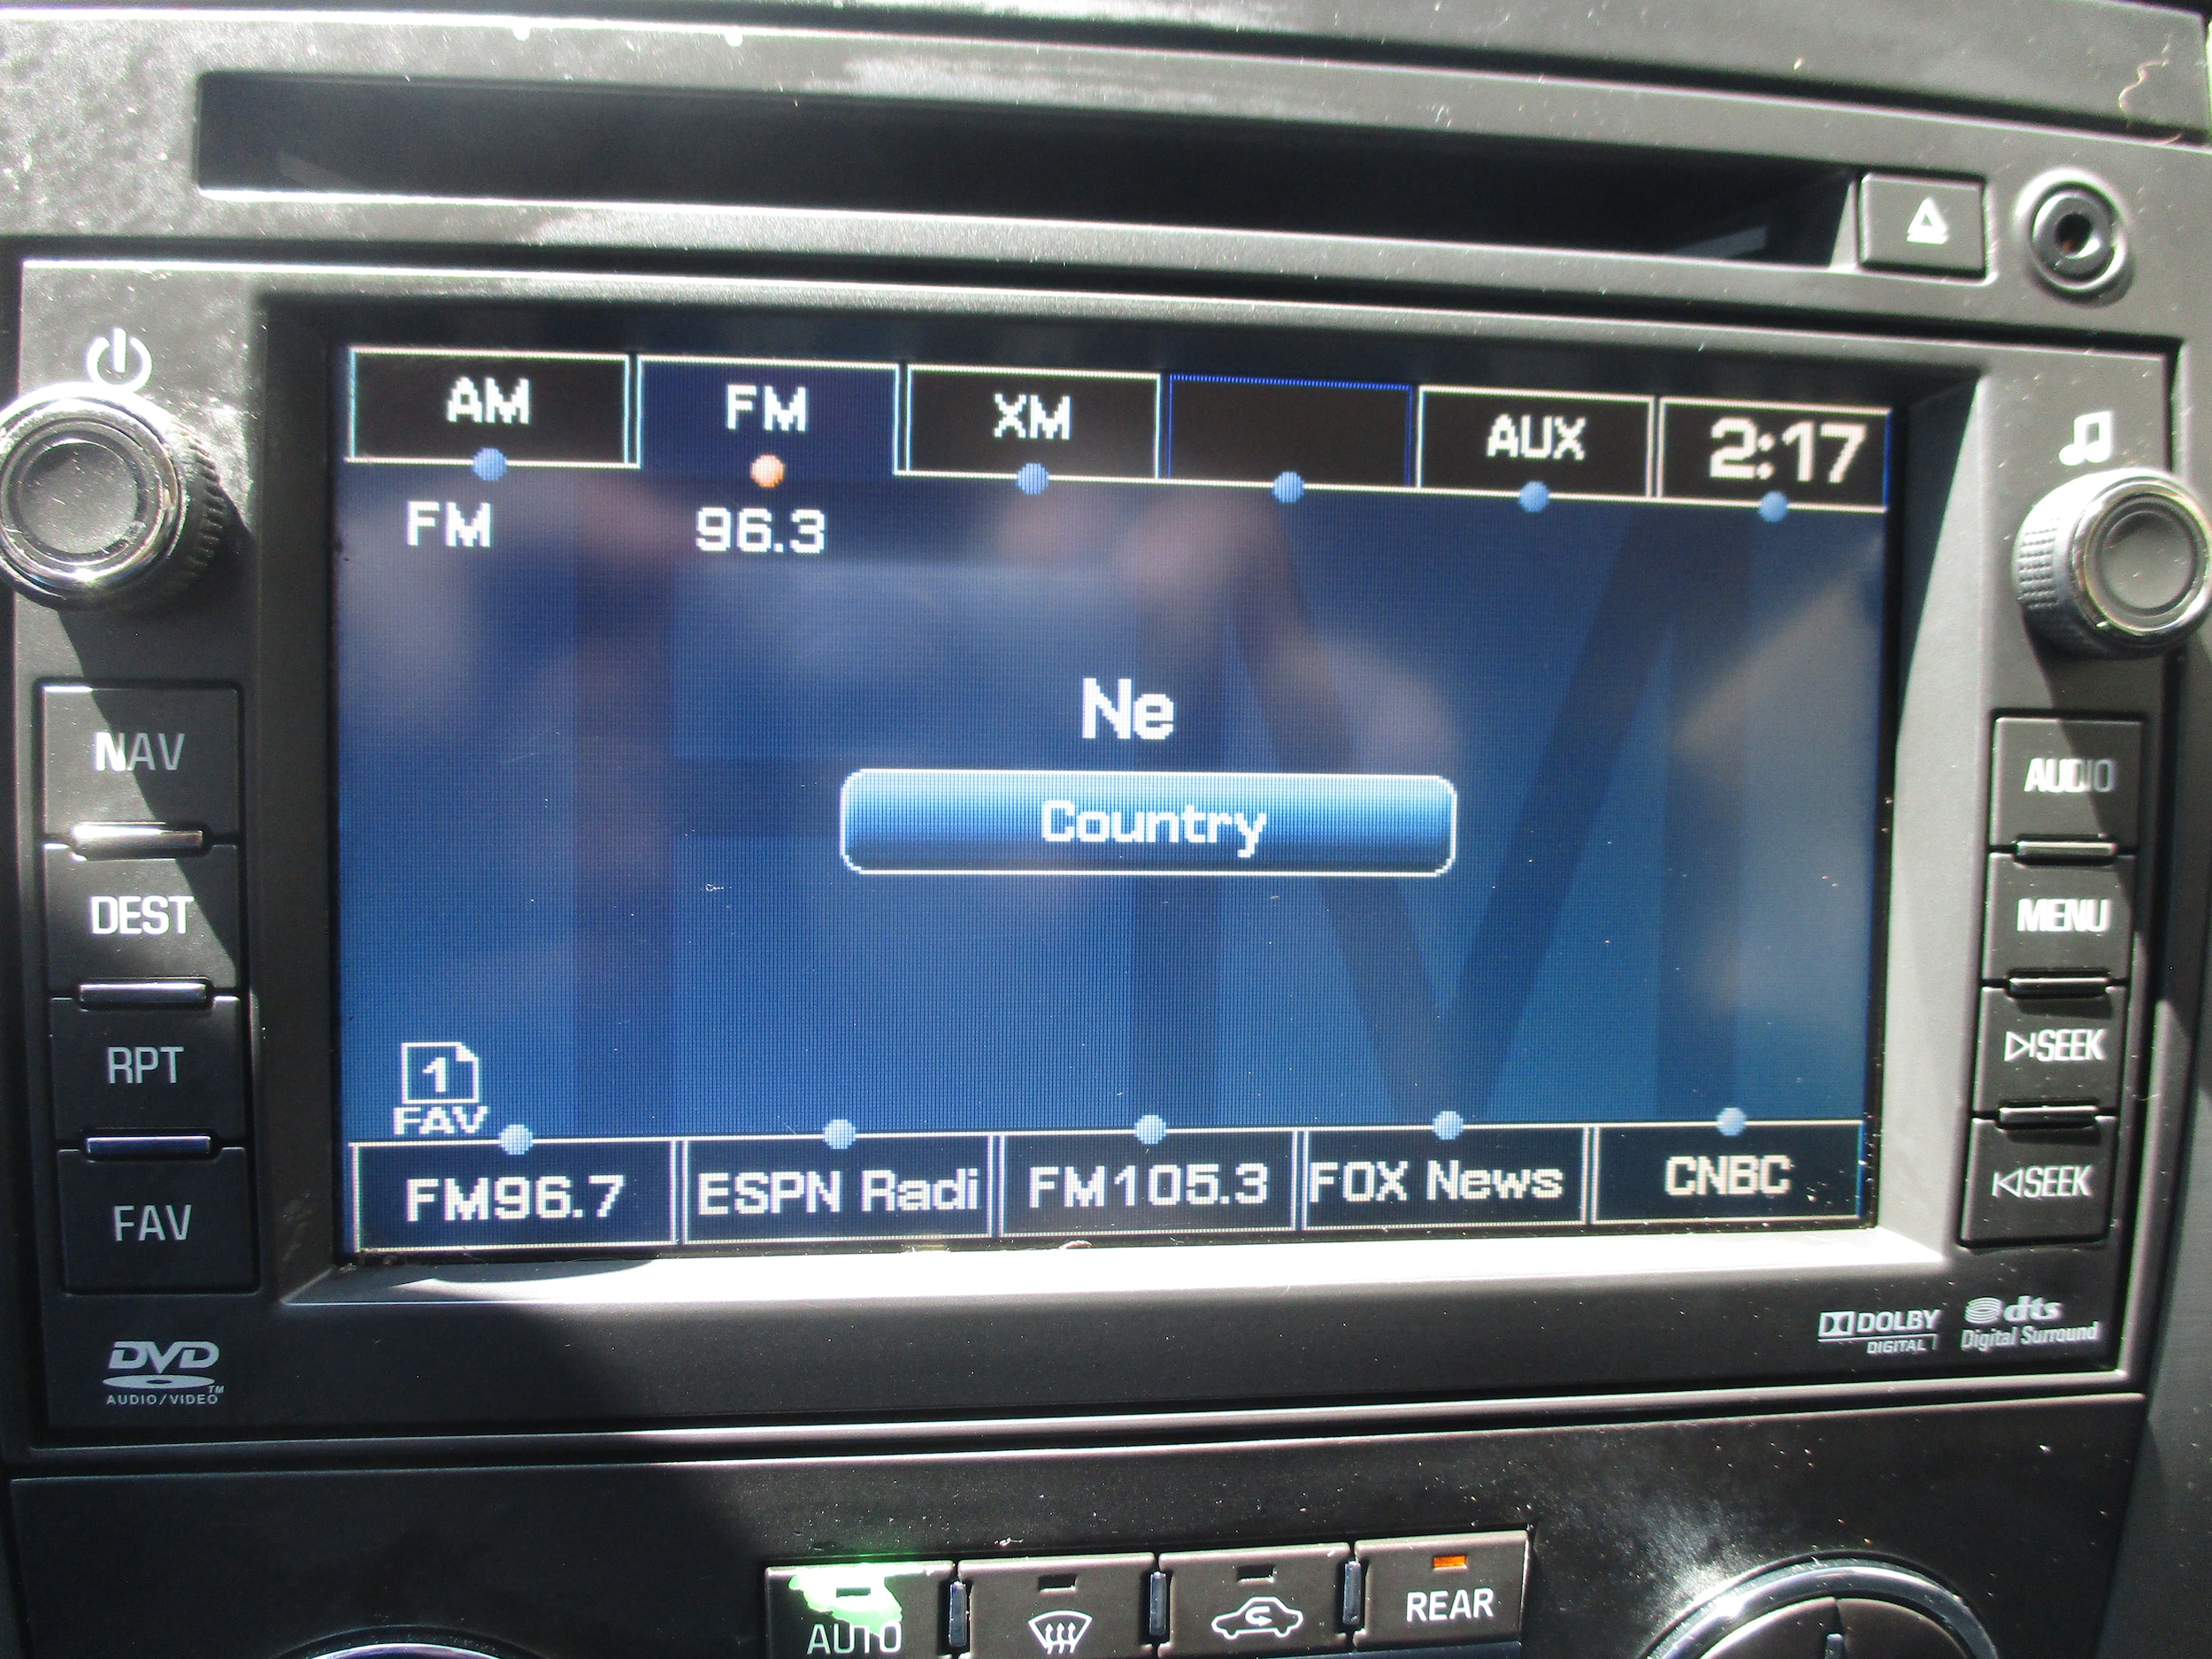 AM FM XM AUX 2:17
FM 96.3
Ne
Country
1
FAV
FM96.7 ESPN Radi FM105.3 FOX News CNBC
NAV
DEST
RPT
FAV
AUDIO
MENU
SEEK
SEEK
DVD
AUDIO/VIDEO™
DOLBY
DIGITAL
dts
Digital Surround
AUTO
REAR